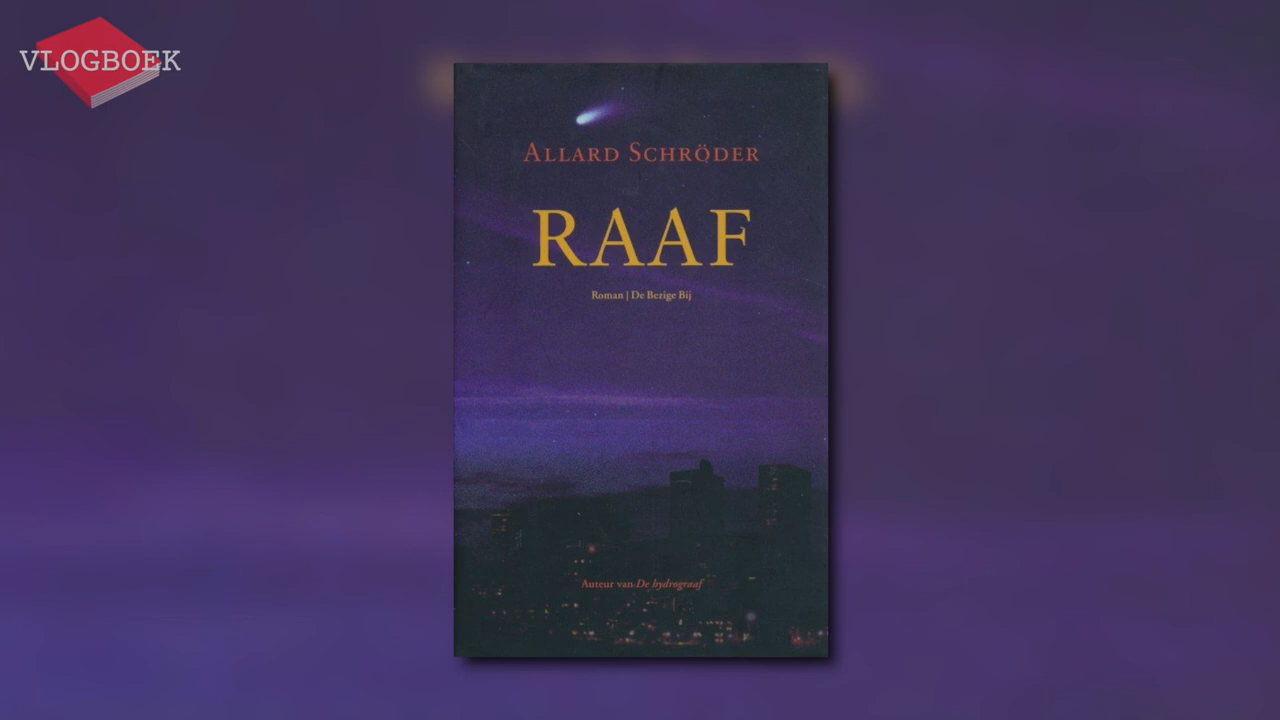 VLOGBOEK
ALLARD SCHRÖDER
RAAF
Roman | De Bezige Bij
Auteur van De hydrograaf